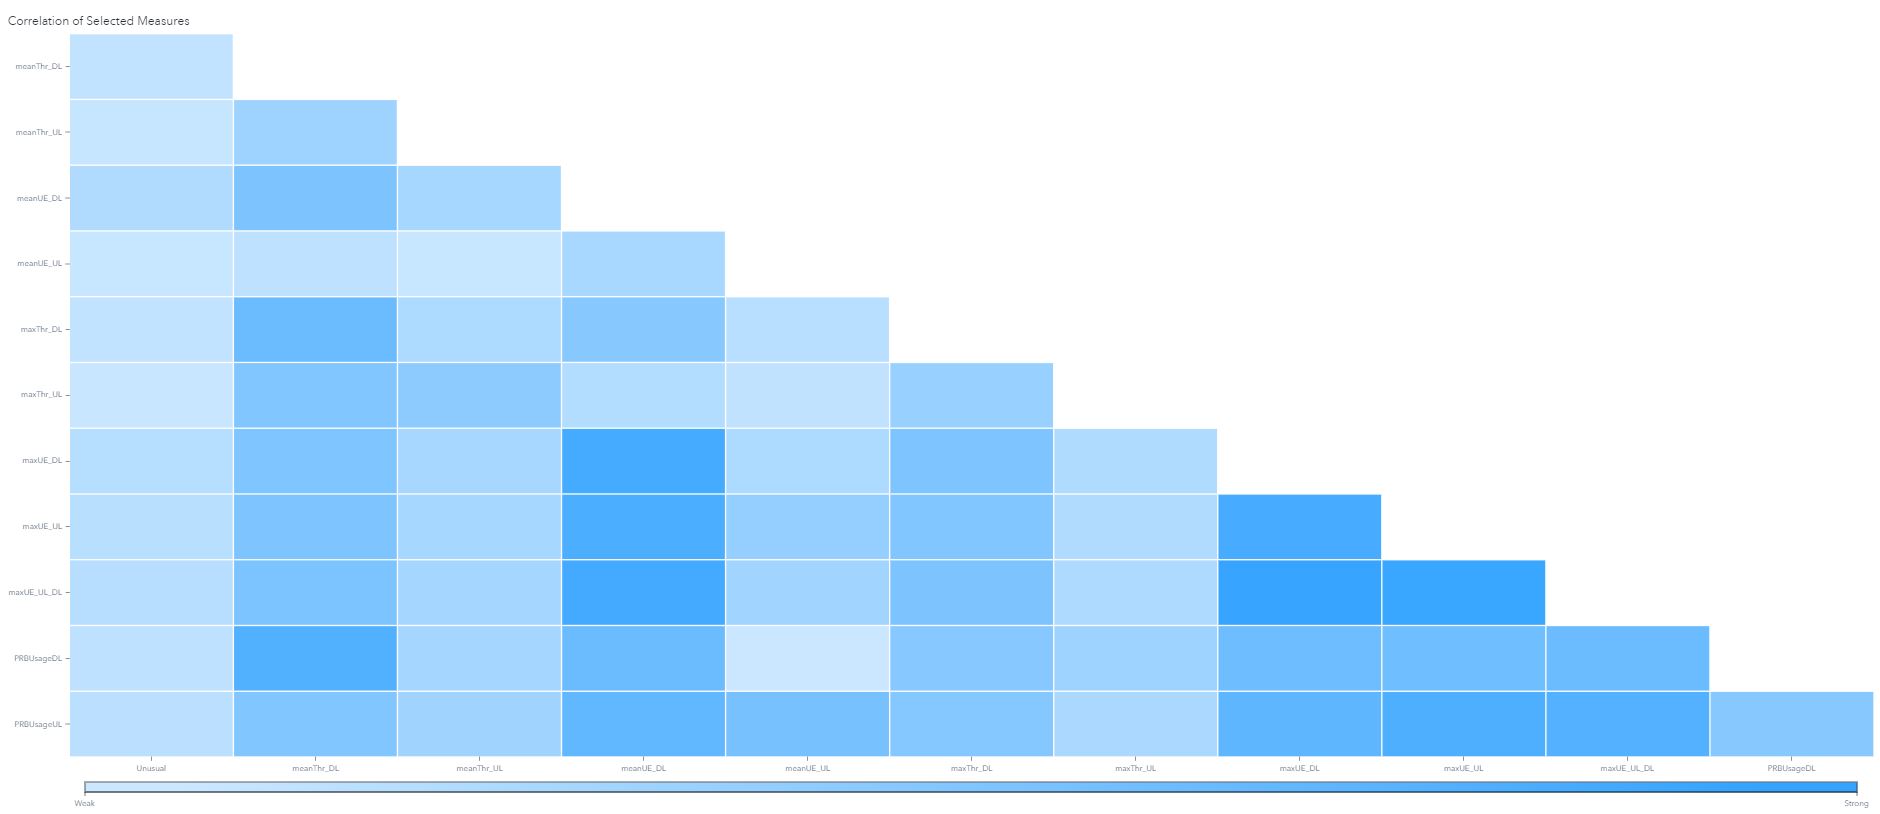 Correlation of Selected Measures
meanThr_DL
meanThr_UL
meanUE_DL
meanUE_UL
maxThr_DL
maxThr_UL
maxUE_DL
maxUE_UL
maxUE_UL_DL
PRBUsageDL
PRBUsageUL
Unusual meanThr_DL meanThr_UL meanUE_DL meanUE_UL maxThr_DL maxThr_UL maxUE_DL maxUE_UL maxUE_UL_DL PRBUsageDL
Weak Strong